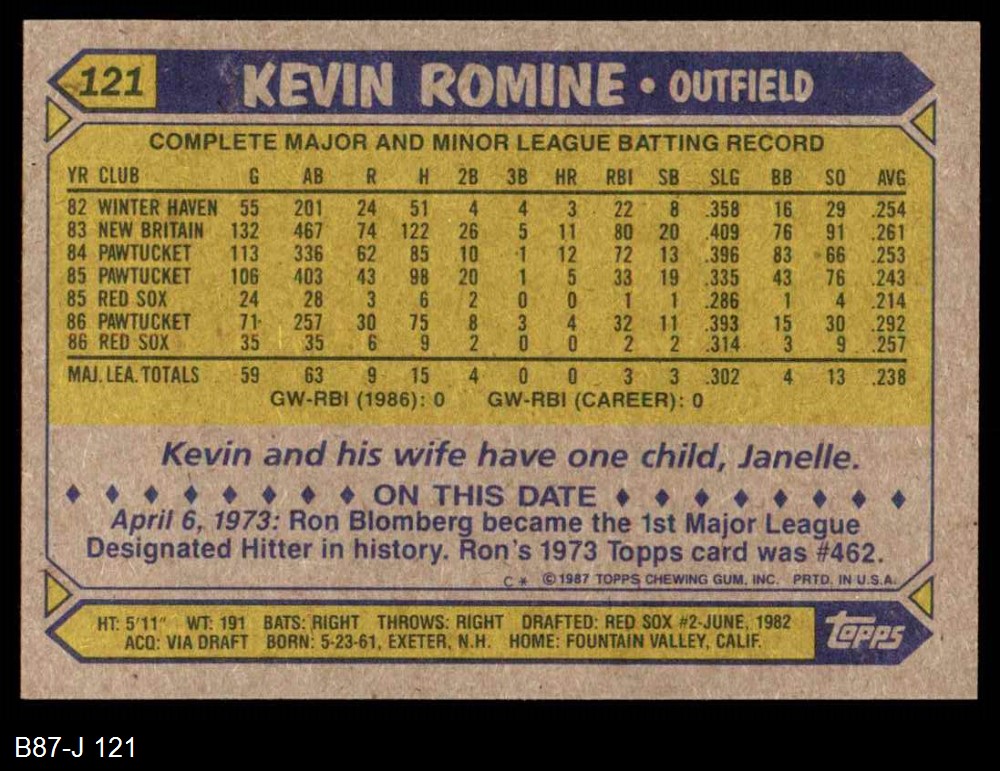 121 KEVIN ROMINE • OUTFIELD
COMPLETE MAJOR AND MINOR LEAGUE BATTING RECORD
YR CLUB G AB R H 2B 3B HR RBI SB SLG BB SO AVG
82 WINTER HAVEN 55 201 24 51 4 4 3 22 8 .358 16 29 .254
83 NEW BRITAIN 132 467 74 122 26 5 11 80 20 .409 76 91 .261
84 PAWTUCKET 113 336 62 85 10 1 12 72 13 .396 83 66 .253
85 PAWTUCKET 106 403 43 98 20 1 5 33 19 .335 43 76 .243
85 RED SOX 24 28 3 6 2 0 0 1 1 .286 1 4 .214
86 PAWTUCKET 71 257 30 75 8 3 4 32 11 .393 15 30 .292
86 RED SOX 35 35 6 9 2 0 0 2 2 .314 3 9 .257
MAJ. LEA. TOTALS 59 63 9 15 4 0 0 3 3 .302 4 13 .238
GW-RBI (1986): 0 GW-RBI (CAREER): 0
Kevin and his wife have one child, Janelle.
♦ ♦ ♦ ♦ ♦ ♦ ♦ ♦ ON THIS DATE ♦ ♦ ♦ ♦ ♦ ♦ ♦ ♦
April 6, 1973: Ron Blomberg became the 1st Major League
Designated Hitter in history. Ron's 1973 Topps card was #462.
C* ©1987 TOPPS CHEWING GUM, INC. PRTD. IN U.S.A.
HT: 5'11" WT: 191 BATS: RIGHT THROWS: RIGHT DRAFTED: RED SOX #2-JUNE, 1982
ACQ: VIA DRAFT BORN: 5-23-61, EXETER, N.H. HOME: FOUNTAIN VALLEY, CALIF.
topps
B87-J 121